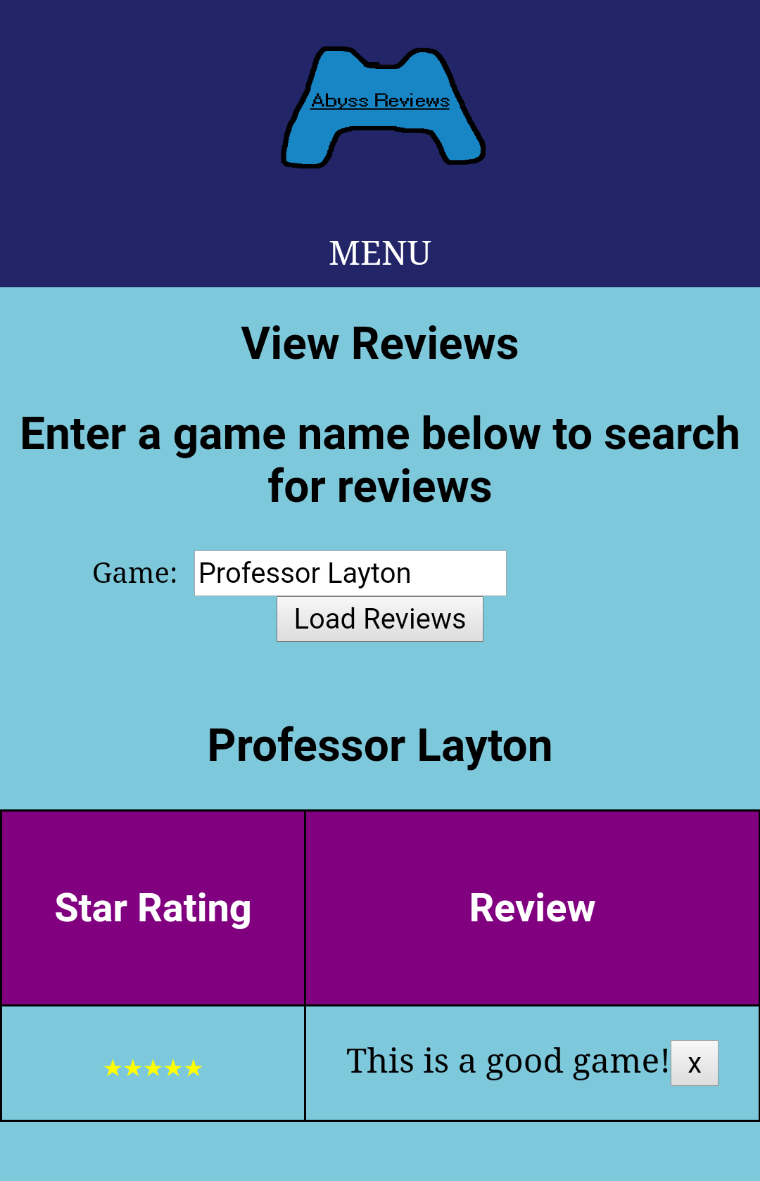 Abyss Reviews
MENU
View Reviews
Enter a game name below to search
for reviews
Game: Professor Layton
Load Reviews
Professor Layton
Star Rating Review
★★★★★ This is a good game! x